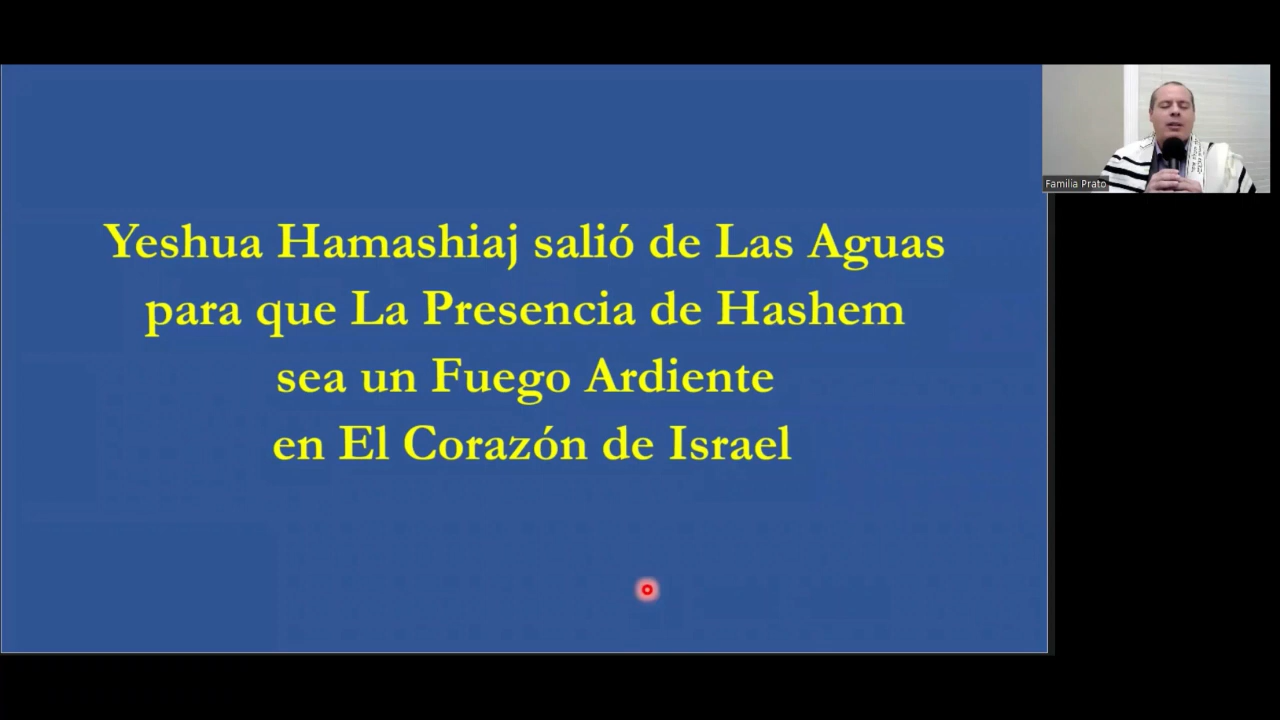 Yeshua Hamashiaj salió de Las Aguas
para que La Presencia de Hashem
sea un Fuego Ardiente
en El Corazón de Israel
Familia Prato